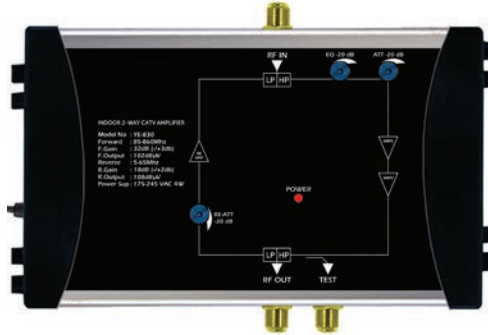 RF IN
EQ -20 dB
ATT -20 dB
LP HP
INDOOR 2-WAY CATV AMPLIFIER
Model No : YE-830
Forward : 85-860Mhz
F.Gain : 32dB (-/+3db)
F.Output : 102dBµV
Reverse : 5-65Mhz
R.Gain : 18dB (-/+2db)
R.Output : 108dBµV
Power Sup : 175-245 VAC 4W
POWER
RE-ATT
-20 dB
LP HP
RF OUT
TEST